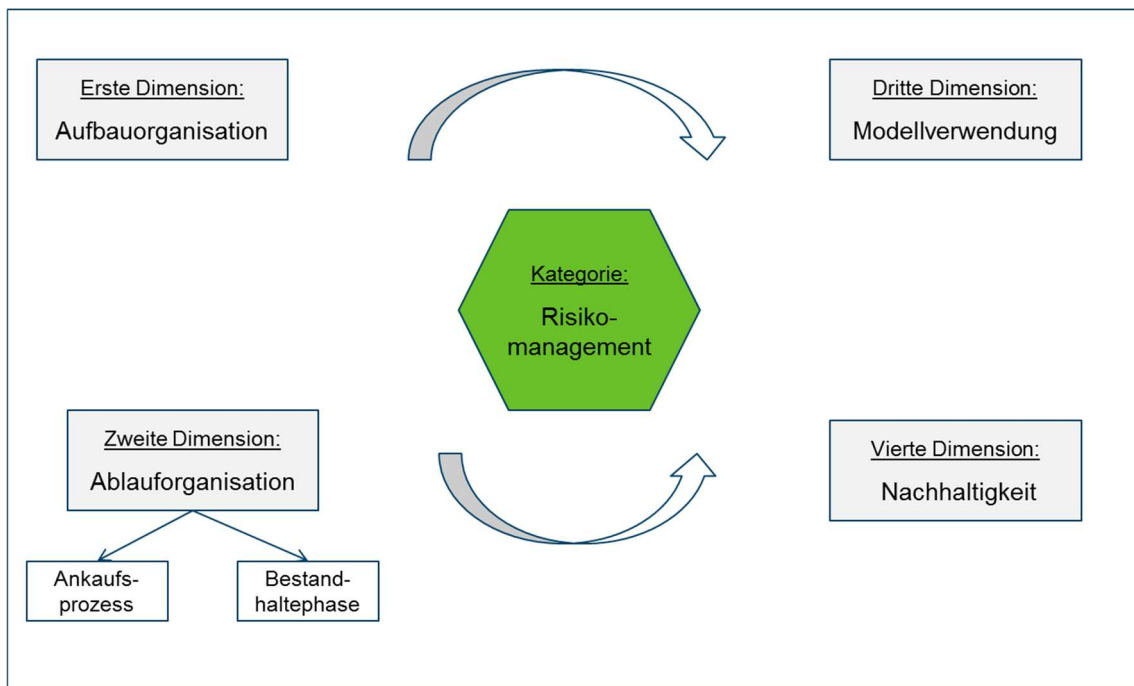 Erste Dimension:
Aufbauorganisation
Dritte Dimension:
Modellverwendung
Kategorie:
Risiko-
management
Zweite Dimension:
Ablauforganisation
Vierte Dimension:
Nachhaltigkeit
Ankaufs-
prozess
Bestand-
haltephase